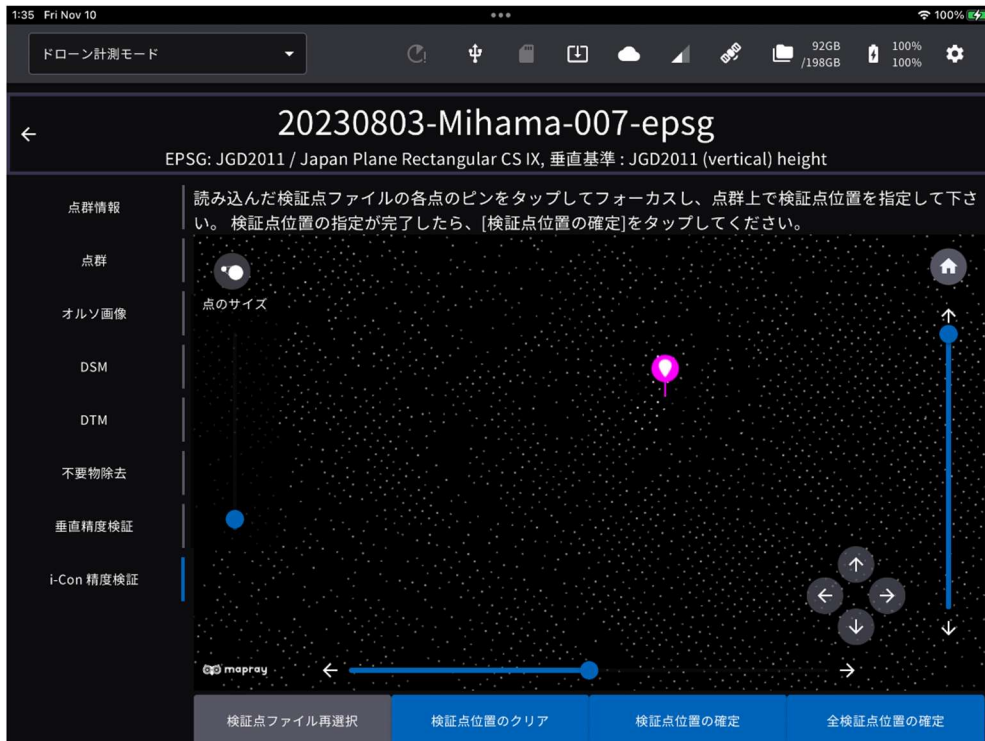 1:35 Fri Nov 10
100%
ドローン計測モード
92GB
/198GB
100%
100%
20230803-Mihama-007-epsg
EPSG: JGD2011 / Japan Plane Rectangular CS IX, 垂直基準 : JGD2011 (vertical) height
点群情報
点群
オルソ画像
DSM
DTM
不要物除去
垂直精度検証
i-Con 精度検証
読み込んだ検証点ファイルの各点のピンをタップしてフォーカスし、点群上で検証点位置を指定して下さ
い。 検証点位置の指定が完了したら、[検証点位置の確定]をタップしてください。
点のサイズ
mapray
検証点ファイル再選択
検証点位置のクリア
検証点位置の確定
全検証点位置の確定